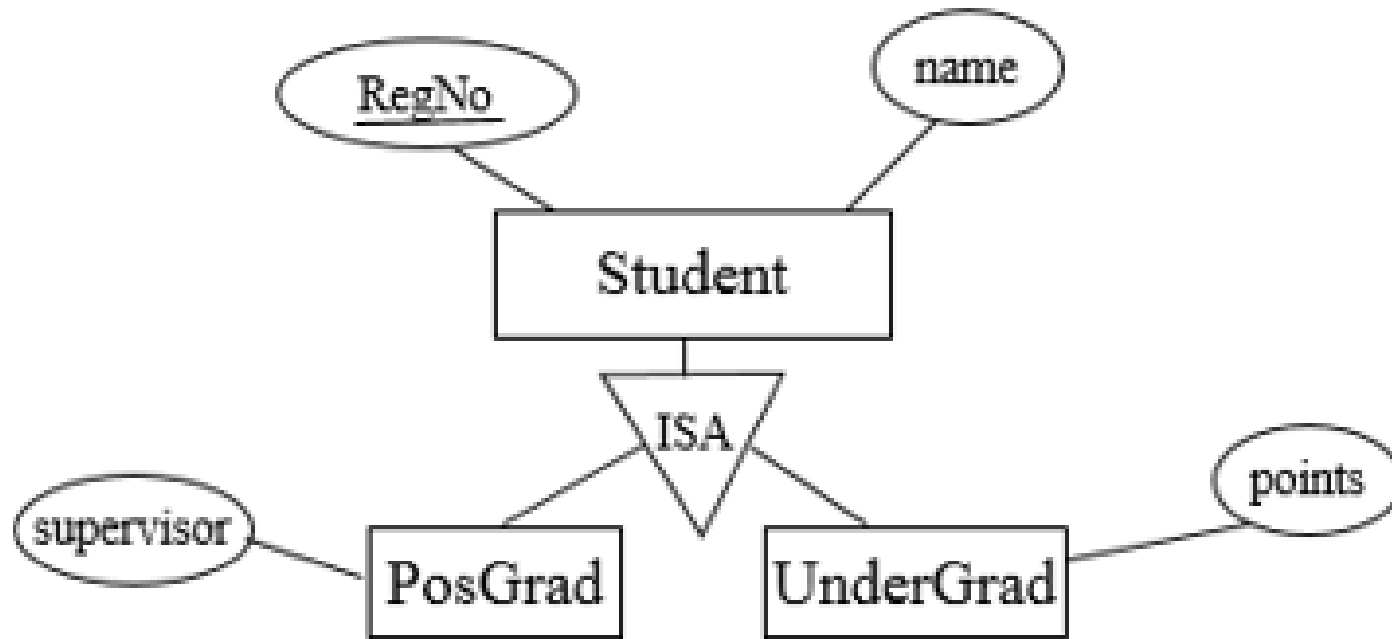 RegNo
name
Student
ISA
supervisor
points
PosGrad
UnderGrad